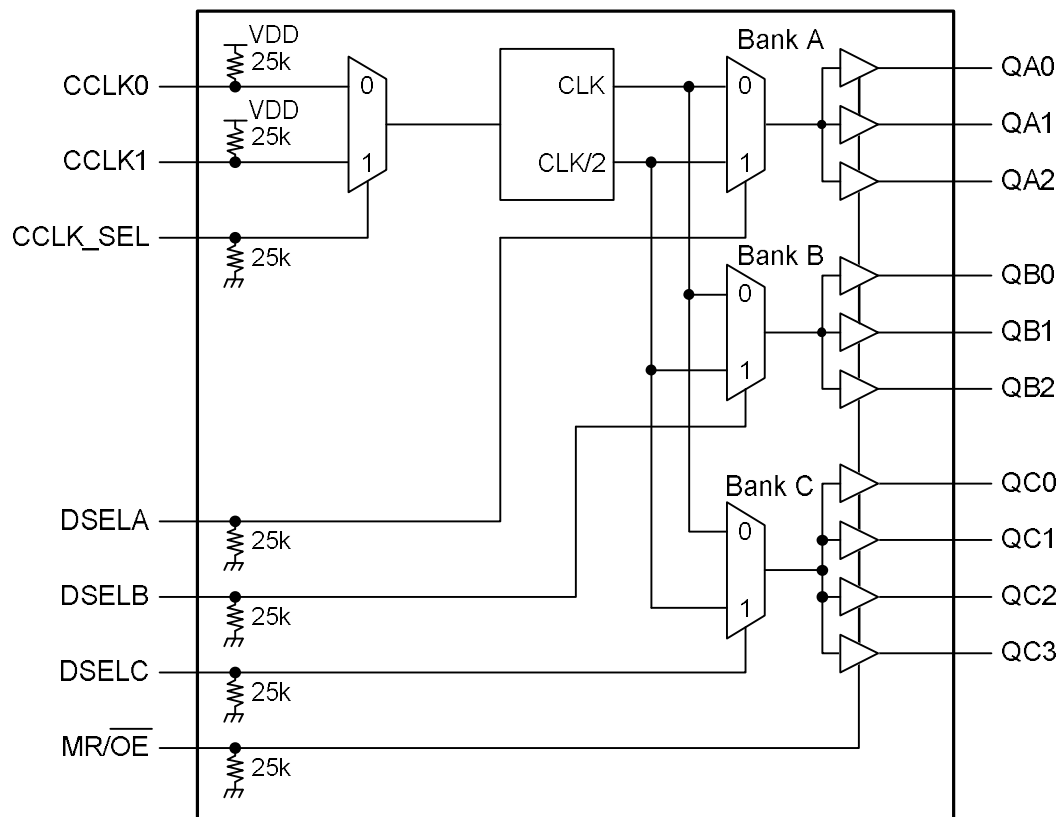 VDD
25k
CCLK0
VDD
25k
CCLK1
CCLK_SEL
25k
0
1
CLK
CLK/2
Bank A
0
1
QA0
QA1
QA2
Bank B
0
1
QB0
QB1
QB2
Bank C
0
1
QC0
QC1
QC2
QC3
DSELA
25k
DSELB
25k
DSELC
25k
MR/O̅E̅
25k